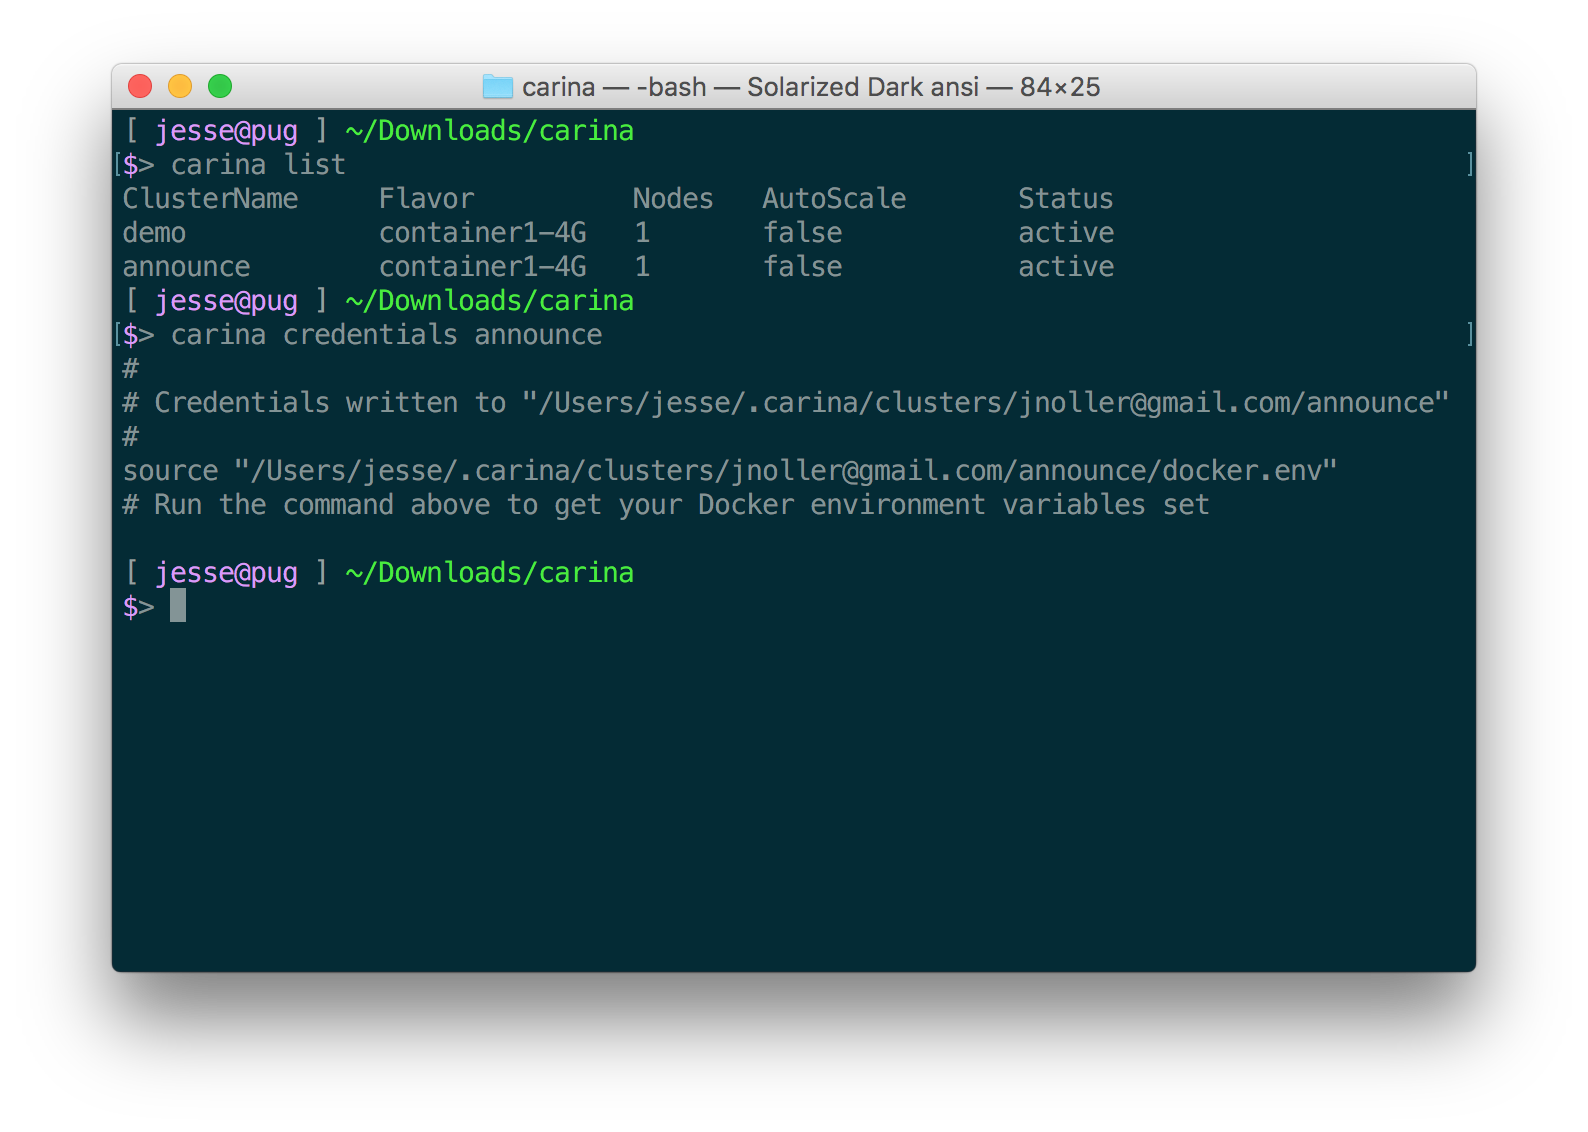 carina — -bash — Solarized Dark ansi — 84×25
[ jesse@pug ] ~/Downloads/carina
[$> carina list ]
ClusterName Flavor Nodes AutoScale Status
demo container1-4G 1 false active
announce container1-4G 1 false active
[ jesse@pug ] ~/Downloads/carina
[$> carina credentials announce ]
#
# Credentials written to "/Users/jesse/.carina/clusters/jnoller@gmail.com/announce"
#
source "/Users/jesse/.carina/clusters/jnoller@gmail.com/announce/docker.env"
# Run the command above to get your Docker environment variables set
[ jesse@pug ] ~/Downloads/carina
$>